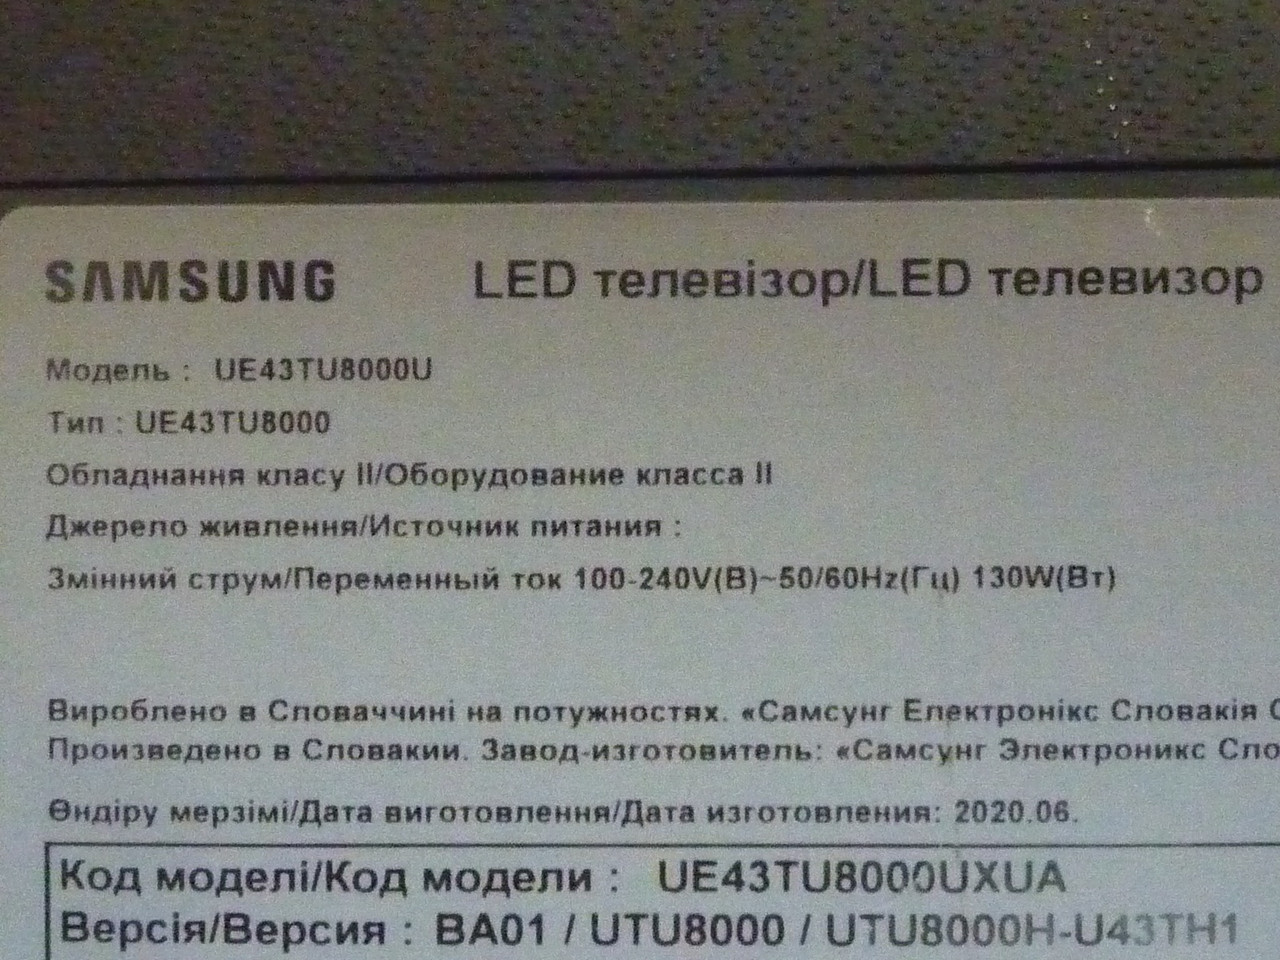 SAMSUNG LED телевізор/LED телевизор
Модель : UE43TU8000U
Тип : UE43TU8000
Обладнання класу II/Оборудование класса II
Джерело живлення/Источник питания :
Змінний струм/Переменный ток 100-240V(В)~50/60Hz(Гц) 130W(Вт)
Вироблено в Словаччині на потужностях. «Самсунг Електронікс Словакія
Произведено в Словакии. Завод-изготовитель: «Самсунг Электроникс
Өндіру мерзімі/Дата виготовлення/Дата изготовления: 2020.06.
Код моделі/Код модели : UE43TU8000UXUA
Версія/Версия : BA01 / UTU8000 / UTU8000H-U43TH1